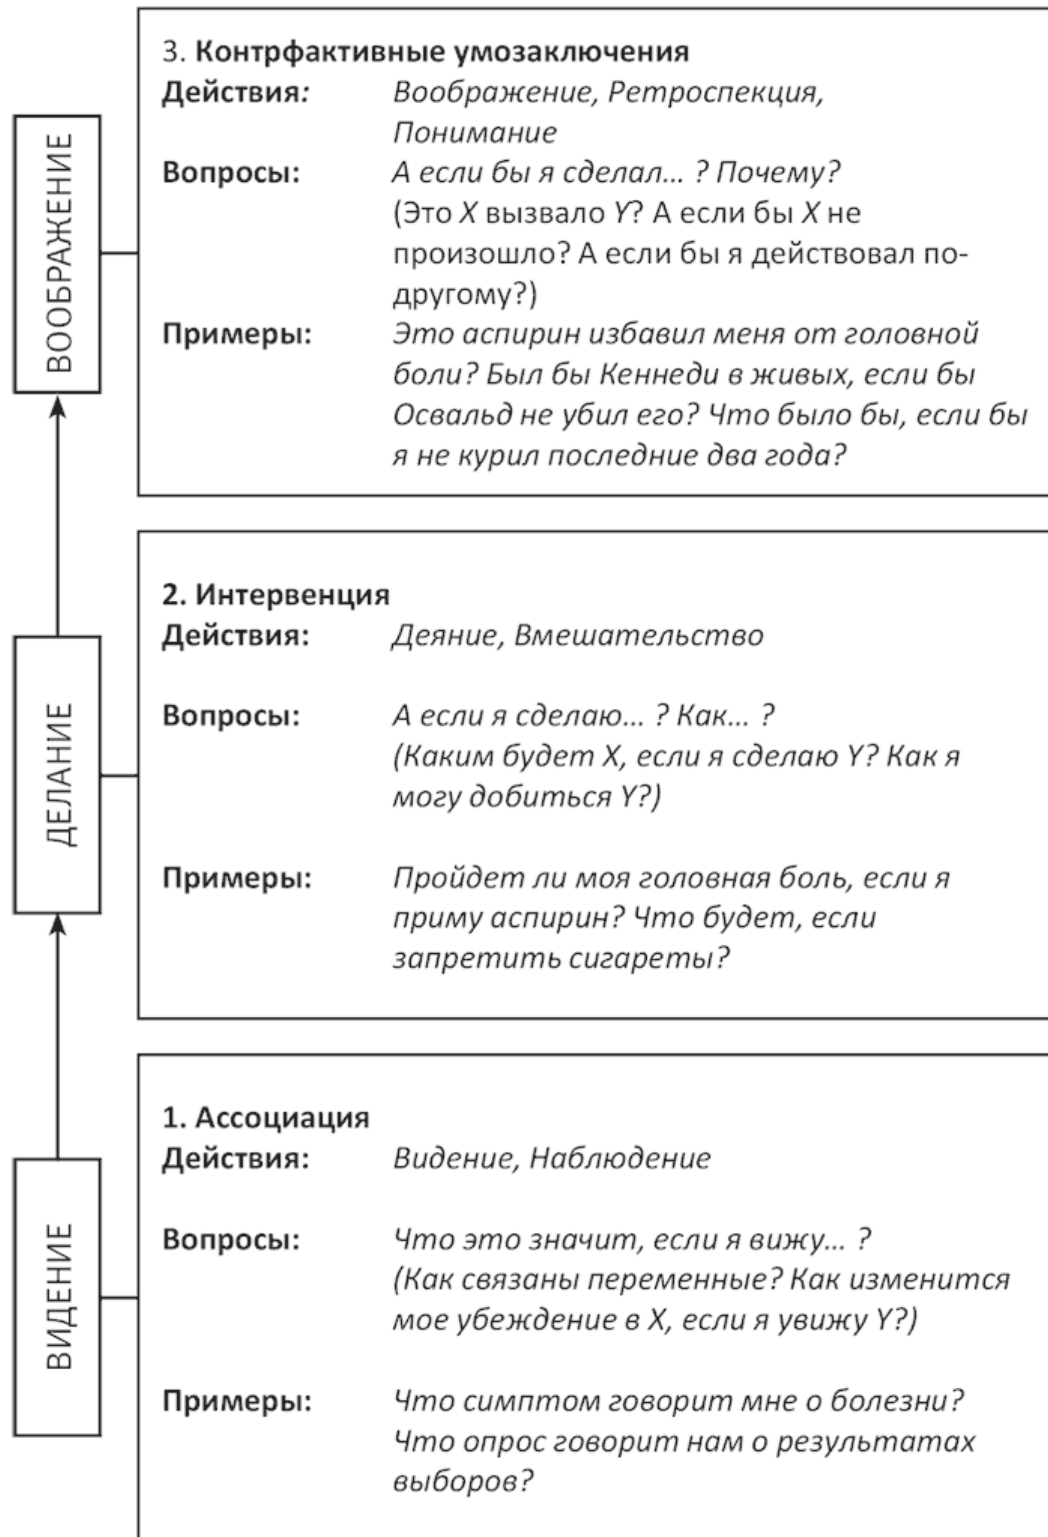 ВООБРАЖЕНИЕ
3. Контрфактивные умозаключения
Действия: Воображение, Ретроспекция,
Понимание
Вопросы: А если бы я сделал... ? Почему?
(Это X вызвало Y? А если бы X не
произошло? А если бы я действовал по-
другому?)
Примеры: Это аспирин избавил меня от головной
боли? Был бы Кеннеди в живых, если бы
Освальд не убил его? Что было бы, если бы
я не курил последние два года?
ДЕЛАНИЕ
2. Интервенция
Действия: Деяние, Вмешательство
Вопросы: А если я сделаю... ? Как... ?
(Каким будет X, если я сделаю Y? Как я
могу добиться Y?)
Примеры: Пройдет ли моя головная боль, если я
приму аспирин? Что будет, если
запретить сигареты?
ВИДЕНИЕ
1. Ассоциация
Действия: Видение, Наблюдение
Вопросы: Что это значит, если я вижу... ?
(Как связаны переменные? Как изменится
мое убеждение в X, если я увижу Y?)
Примеры: Что симптом говорит мне о болезни?
Что опрос говорит нам о результатах
выборов?